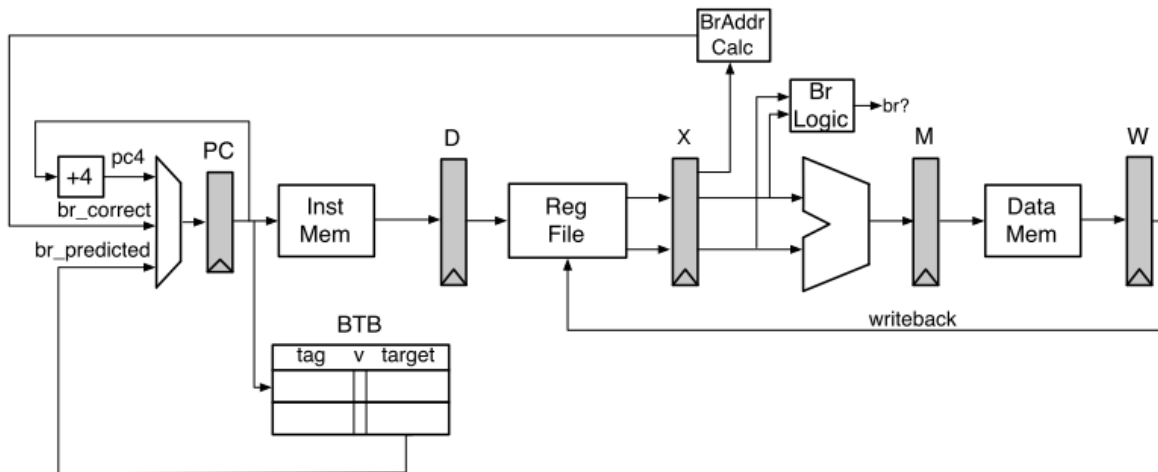 BrAddr
Calc
Br
Logic
br?
PC
D
X
M
W
+4
pc4
br_correct
br_predicted
Inst
Mem
Reg
File
Data
Mem
writeback
BTB
tag v target